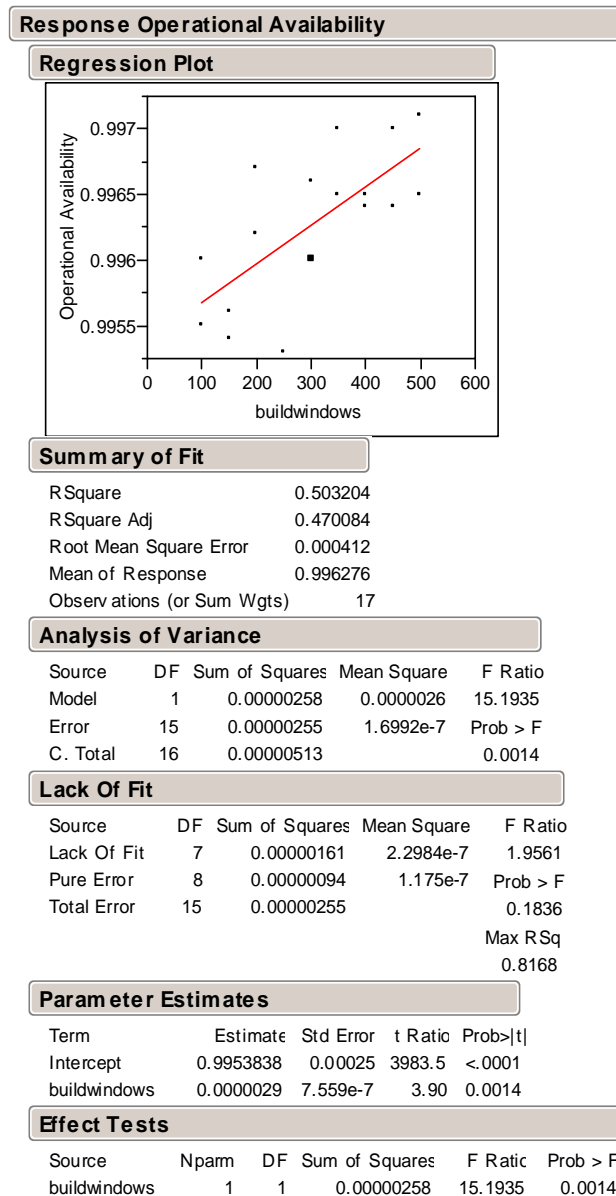 Response Operational Availability
Regression Plot
Operational Availability
0.997
0.9965
0.996
0.9955
0 100 200 300 400 500 600
buildwindows
Summary of Fit
RSquare 0.503204
RSquare Adj 0.470084
Root Mean Square Error 0.000412
Mean of Response 0.996276
Observations (or Sum Wgts) 17
Analysis of Variance
Source DF Sum of Squares Mean Square F Ratio
Model 1 0.00000258 0.0000026 15.1935
Error 15 0.00000255 1.6992e-7 Prob > F
C. Total 16 0.00000513 0.0014
Lack Of Fit
Source DF Sum of Squares Mean Square F Ratio
Lack Of Fit 7 0.00000161 2.2984e-7 1.9561
Pure Error 8 0.00000094 1.175e-7 Prob > F
Total Error 15 0.00000255 0.1836
Max RSq
0.8168
Parameter Estimates
Term Estimate Std Error t Ratio Prob>|t|
Intercept 0.9953838 0.00025 3983.5 <.0001
buildwindows 0.0000029 7.559e-7 3.90 0.0014
Effect Tests
Source Nparm DF Sum of Squares F Ratio Prob > F
buildwindows 1 1 0.00000258 15.1935 0.0014